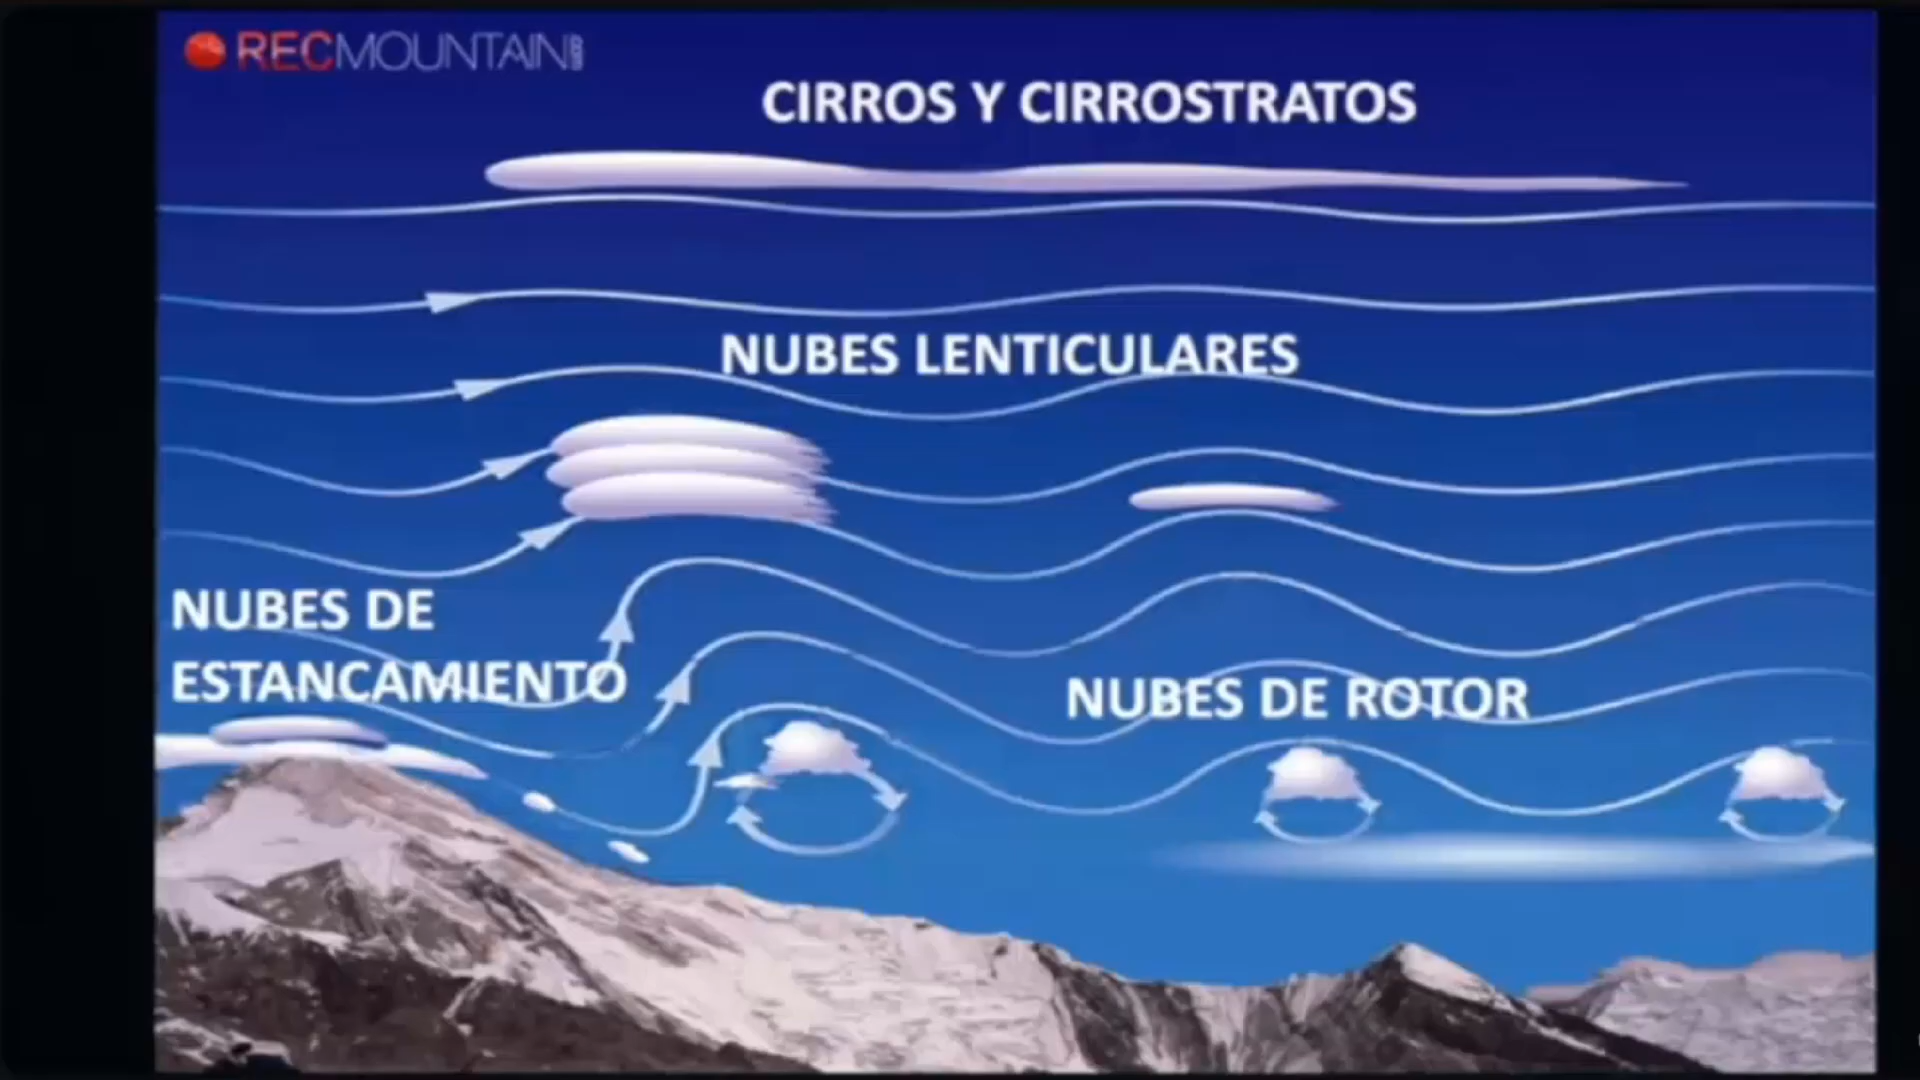 RECMOUNTAIN
CIRROS Y CIRROSTRATOS
NUBES LENTICULARES
NUBES DE
ESTANCAMIENTO
NUBES DE ROTOR